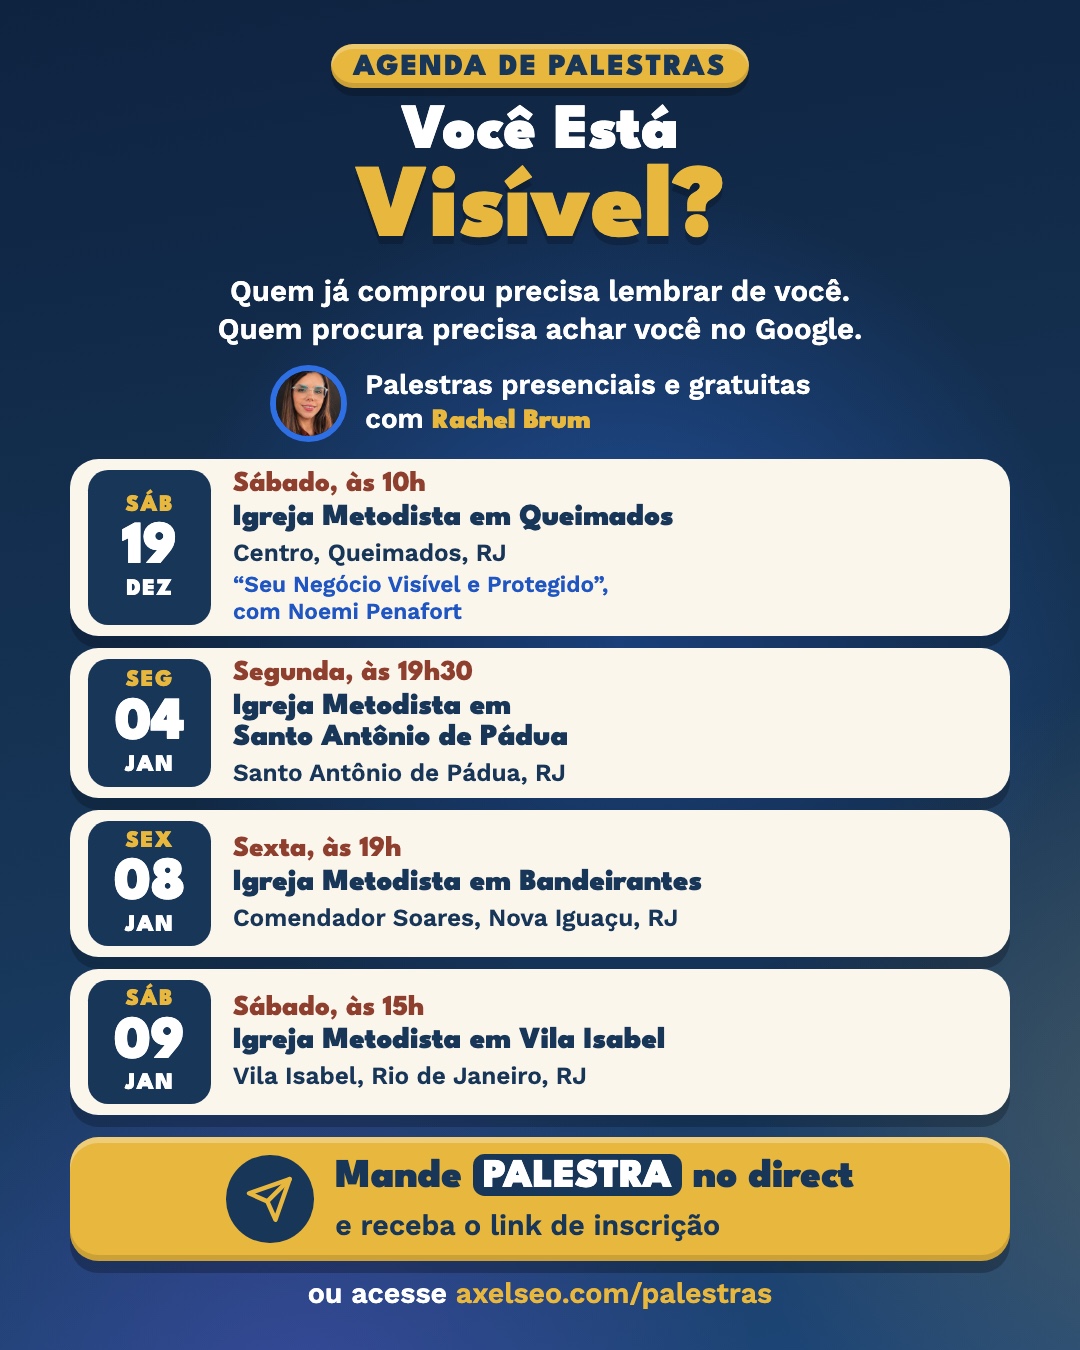 AGENDA DE PALESTRAS
Você Está
Visível?
Quem já comprou precisa lembrar de você.
Quem procura precisa achar você no Google.
Palestras presenciais e gratuitas
com Rachel Brum
SÁB
19
DEZ
Sábado, às 10h
Igreja Metodista em Queimados
Centro, Queimados, RJ
“Seu Negócio Visível e Protegido”,
com Noemi Penafort
SEG
04
JAN
Segunda, às 19h30
Igreja Metodista em
Santo Antônio de Pádua
Santo Antônio de Pádua, RJ
SEX
08
JAN
Sexta, às 19h
Igreja Metodista em Bandeirantes
Comendador Soares, Nova Iguaçu, RJ
SÁB
09
JAN
Sábado, às 15h
Igreja Metodista em Vila Isabel
Vila Isabel, Rio de Janeiro, RJ
Mande PALESTRA no direct
e receba o link de inscrição
ou acesse axelseo.com/palestras